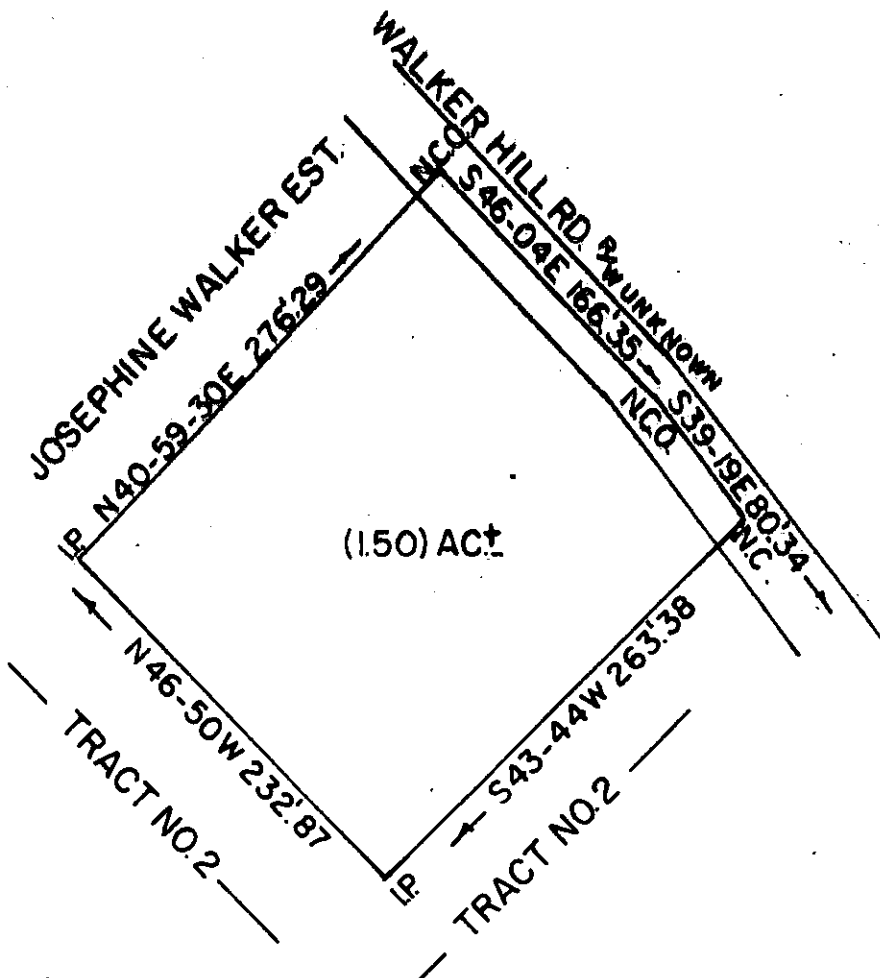 WALKER HILL RD. R/W UNKNOWN
N.C.O.
S46-04E 166'.35
JOSEPHINE WALKER EST.
N40-59-30E 276'.29
N.C.O.
S39-19E 80'.34
N.C.
I.P.
(1.50) AC.±
N46-50W 232'.87
S43-44W 263'.38
TRACT NO. 2
I.P.
TRACT NO. 2